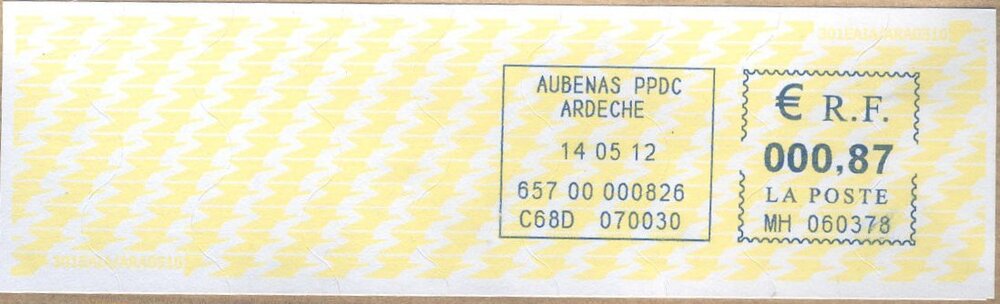 AUBENAS PPDC
ARDECHE
14 05 12
657 00 000826
C68D 070030
€ R.F.
000,87
LA POSTE
MH 060378